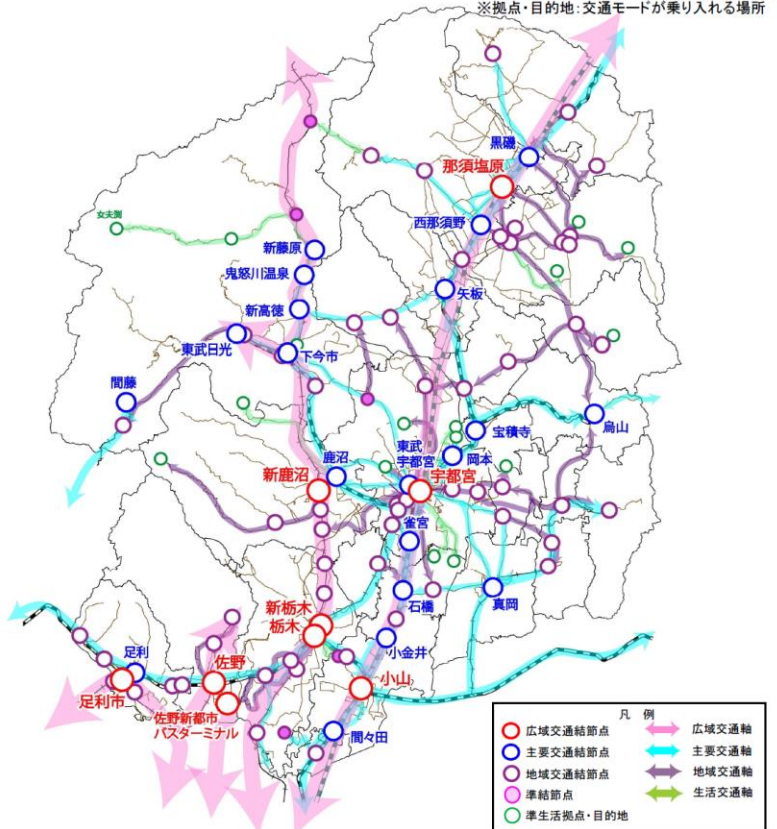 ※拠点・目的地:交通モードが乗り入れる場所
黒磯
那須塩原
西那須野
女夫渕
新藤原
鬼怒川温泉
矢板
新高徳
東武日光
下今市
間藤
烏山
宝積寺
東武
宇都宮
岡本
鹿沼
新鹿沼
宇都宮
雀宮
石橋
真岡
新栃木
栃木
小金井
足利
佐野
小山
足利市
佐野新都市
バスターミナル
間々田
凡 例
広域交通結節点
広域交通軸
主要交通結節点
主要交通軸
地域交通結節点
地域交通軸
準結節点
生活交通軸
準生活拠点・目的地